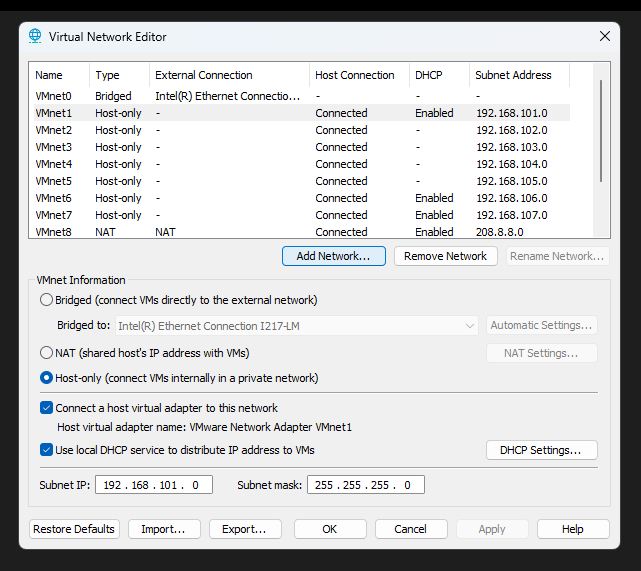 Virtual Network Editor
Name Type External Connection Host Connection DHCP Subnet Address
VMnet0 Bridged Intel(R) Ethernet Connectio... - - -
VMnet1 Host-only - Connected Enabled 192.168.101.0
VMnet2 Host-only - Connected - 192.168.102.0
VMnet3 Host-only - Connected - 192.168.103.0
VMnet4 Host-only - Connected - 192.168.104.0
VMnet5 Host-only - Connected - 192.168.105.0
VMnet6 Host-only - Connected Enabled 192.168.106.0
VMnet7 Host-only - Connected Enabled 192.168.107.0
VMnet8 NAT NAT Connected Enabled 208.8.8.0
Add Network... Remove Network Rename Network...
VMnet Information
Bridged (connect VMs directly to the external network)
Bridged to: Intel(R) Ethernet Connection I217-LM Automatic Settings...
NAT (shared host's IP address with VMs) NAT Settings...
Host-only (connect VMs internally in a private network)
Connect a host virtual adapter to this network
Host virtual adapter name: VMware Network Adapter VMnet1
Use local DHCP service to distribute IP address to VMs DHCP Settings...
Subnet IP: 192 . 168 . 101 . 0 Subnet mask: 255 . 255 . 255 . 0
Restore Defaults Import... Export... OK Cancel Apply Help